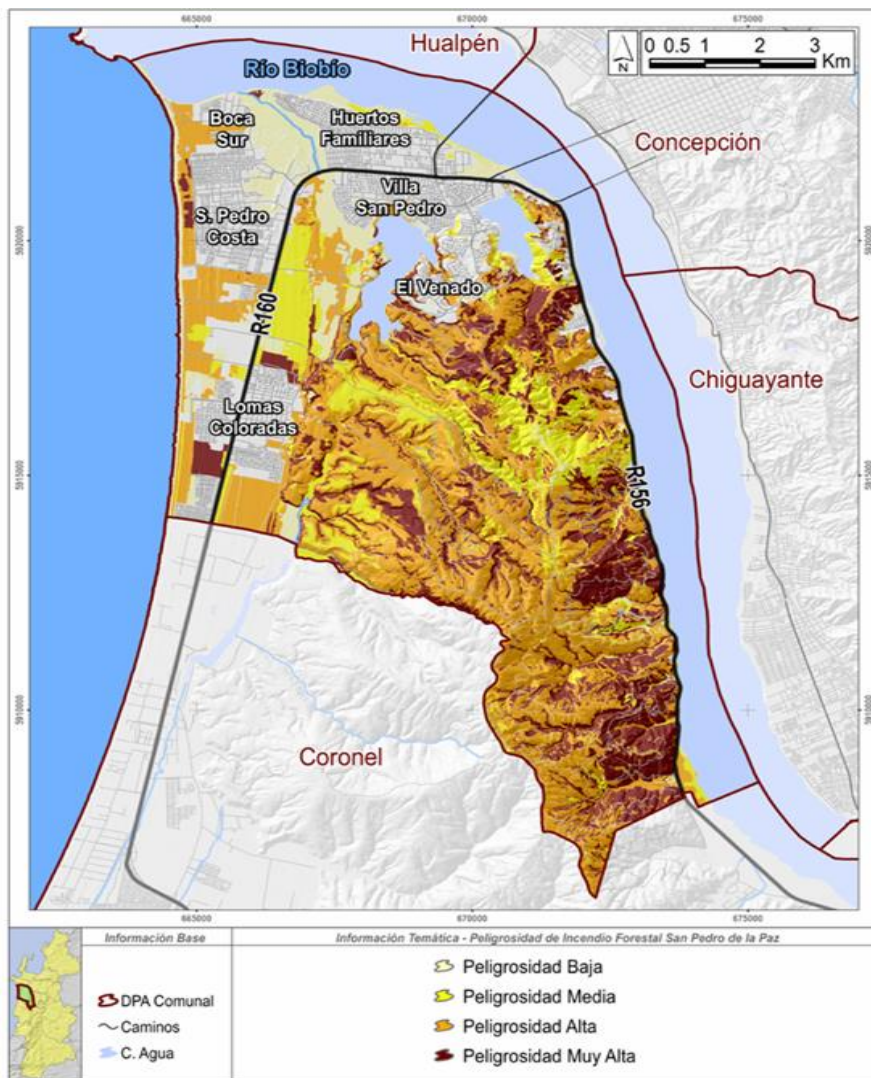 665000
670000
675000
Hualpén
0 0.5 1 2 3
Km
N
Río Biobío
Boca
Sur
Huertos
Familiares
Concepción
Villa
San Pedro
S. Pedro
Costa
5920000
5920000
El Venado
R160
Chiguayante
Lomas
Coloradas
R156
5915000
5915000
5910000
5910000
Coronel
665000
670000
675000
Información Base
Información Temática - Peligrosidad de Incendio Forestal San Pedro de la Paz
DPA Comunal
Caminos
C. Agua
Peligrosidad Baja
Peligrosidad Media
Peligrosidad Alta
Peligrosidad Muy Alta